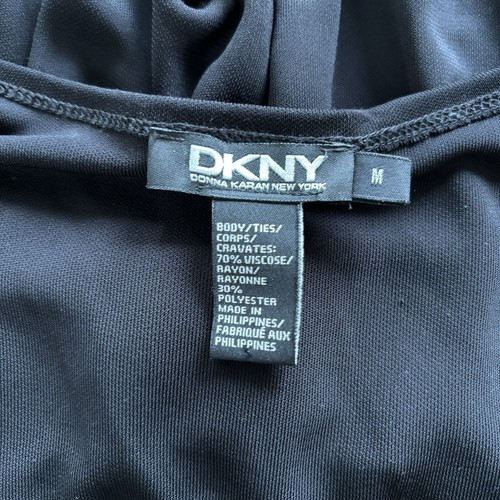 DKNY
DONNA KARAN NEW YORK
M
BODY/TIES/
CORPS/
CRAVATES:
70% VISCOSE/
RAYON/
RAYONNE
30%
POLYESTER
MADE IN
PHILIPPINES/
FABRIQUÉ AUX
PHILIPPINES